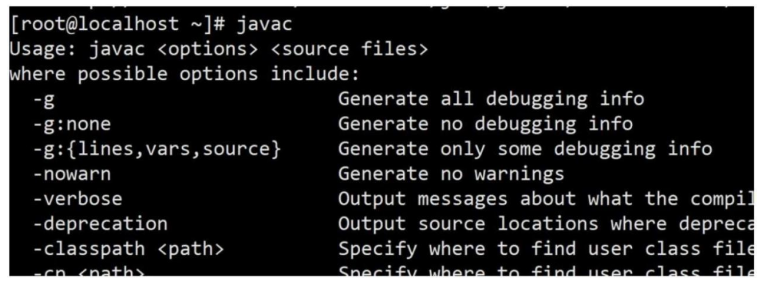 [root@localhost ~]# javac
Usage: javac <options> <source files>
where possible options include:
  -g                         Generate all debugging info
  -g:none                    Generate no debugging info
  -g:{lines,vars,source}     Generate only some debugging info
  -nowarn                    Generate no warnings
  -verbose                   Output messages about what the compil
  -deprecation               Output source locations where depreca
  -classpath <path>          Specify where to find user class file
  -cp <path>                 Specify where to find user class file